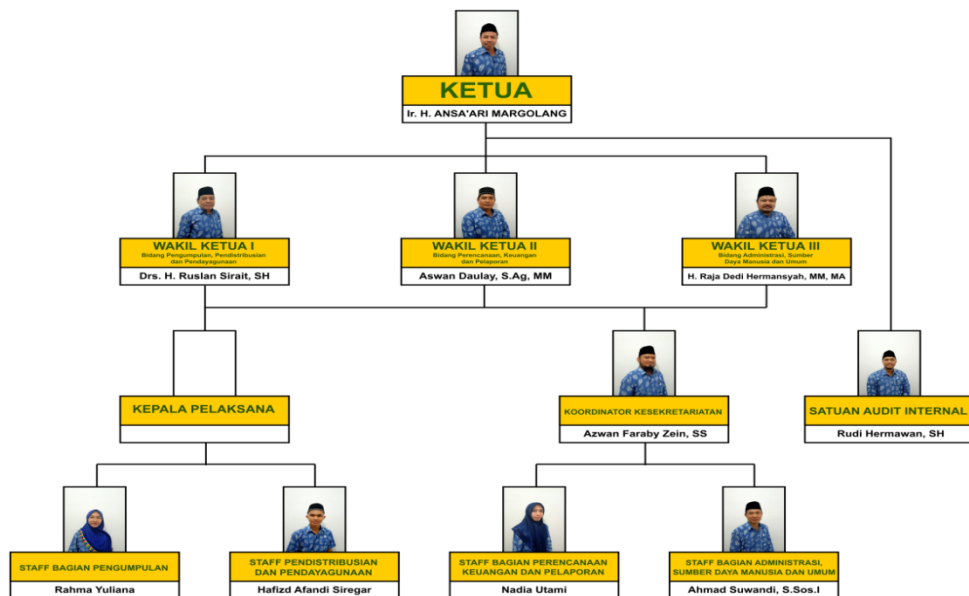 KETUA
Ir. H. ANSA'ARI MARGOLANG
WAKIL KETUA I
Bidang Pengumpulan, Pendistribusian
dan Pendayagunaan
Drs. H. Ruslan Sirait, SH
WAKIL KETUA II
Bidang Perencanaan, Keuangan
dan Pelaporan
Aswan Daulay, S.Ag, MM
WAKIL KETUA III
Bidang Administrasi, Sumber
Daya Manusia dan Umum
H. Raja Dedi Hermansyah, MM, MA
KEPALA PELAKSANA
KOORDINATOR KESEKRETARIATAN
Azwan Faraby Zein, SS
SATUAN AUDIT INTERNAL
Rudi Hermawan, SH
STAFF BAGIAN PENGUMPULAN
Rahma Yuliana
STAFF PENDISTRIBUSIAN
DAN PENDAYAGUNAAN
Hafizd Afandi Siregar
STAFF BAGIAN PERENCANAAN
KEUANGAN DAN PELAPORAN
Nadia Utami
STAFF BAGIAN ADMINISTRASI,
SUMBER DAYA MANUSIA DAN UMUM
Ahmad Suwandi, S.Sos.I